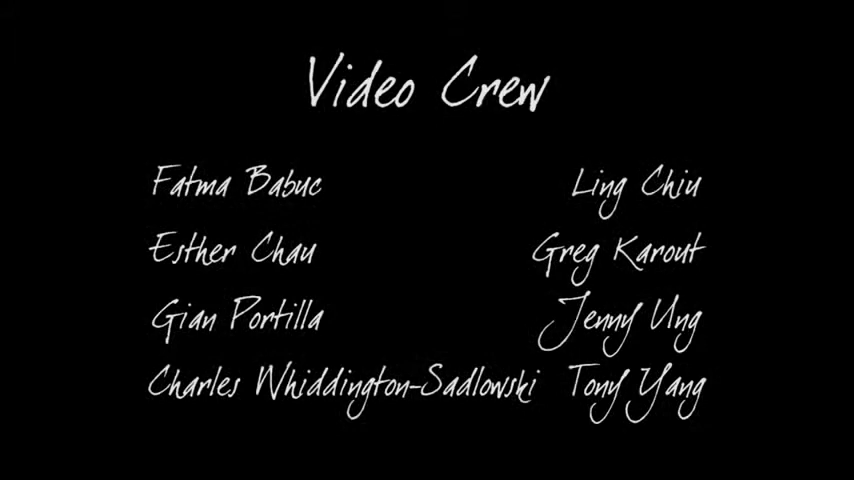 Video Crew
Fatma Babuc Ling Chiu
Esther Chau Greg Karout
Gian Portilla Jenny Ung
Charles Whiddington-Sadlowski Tony Yang